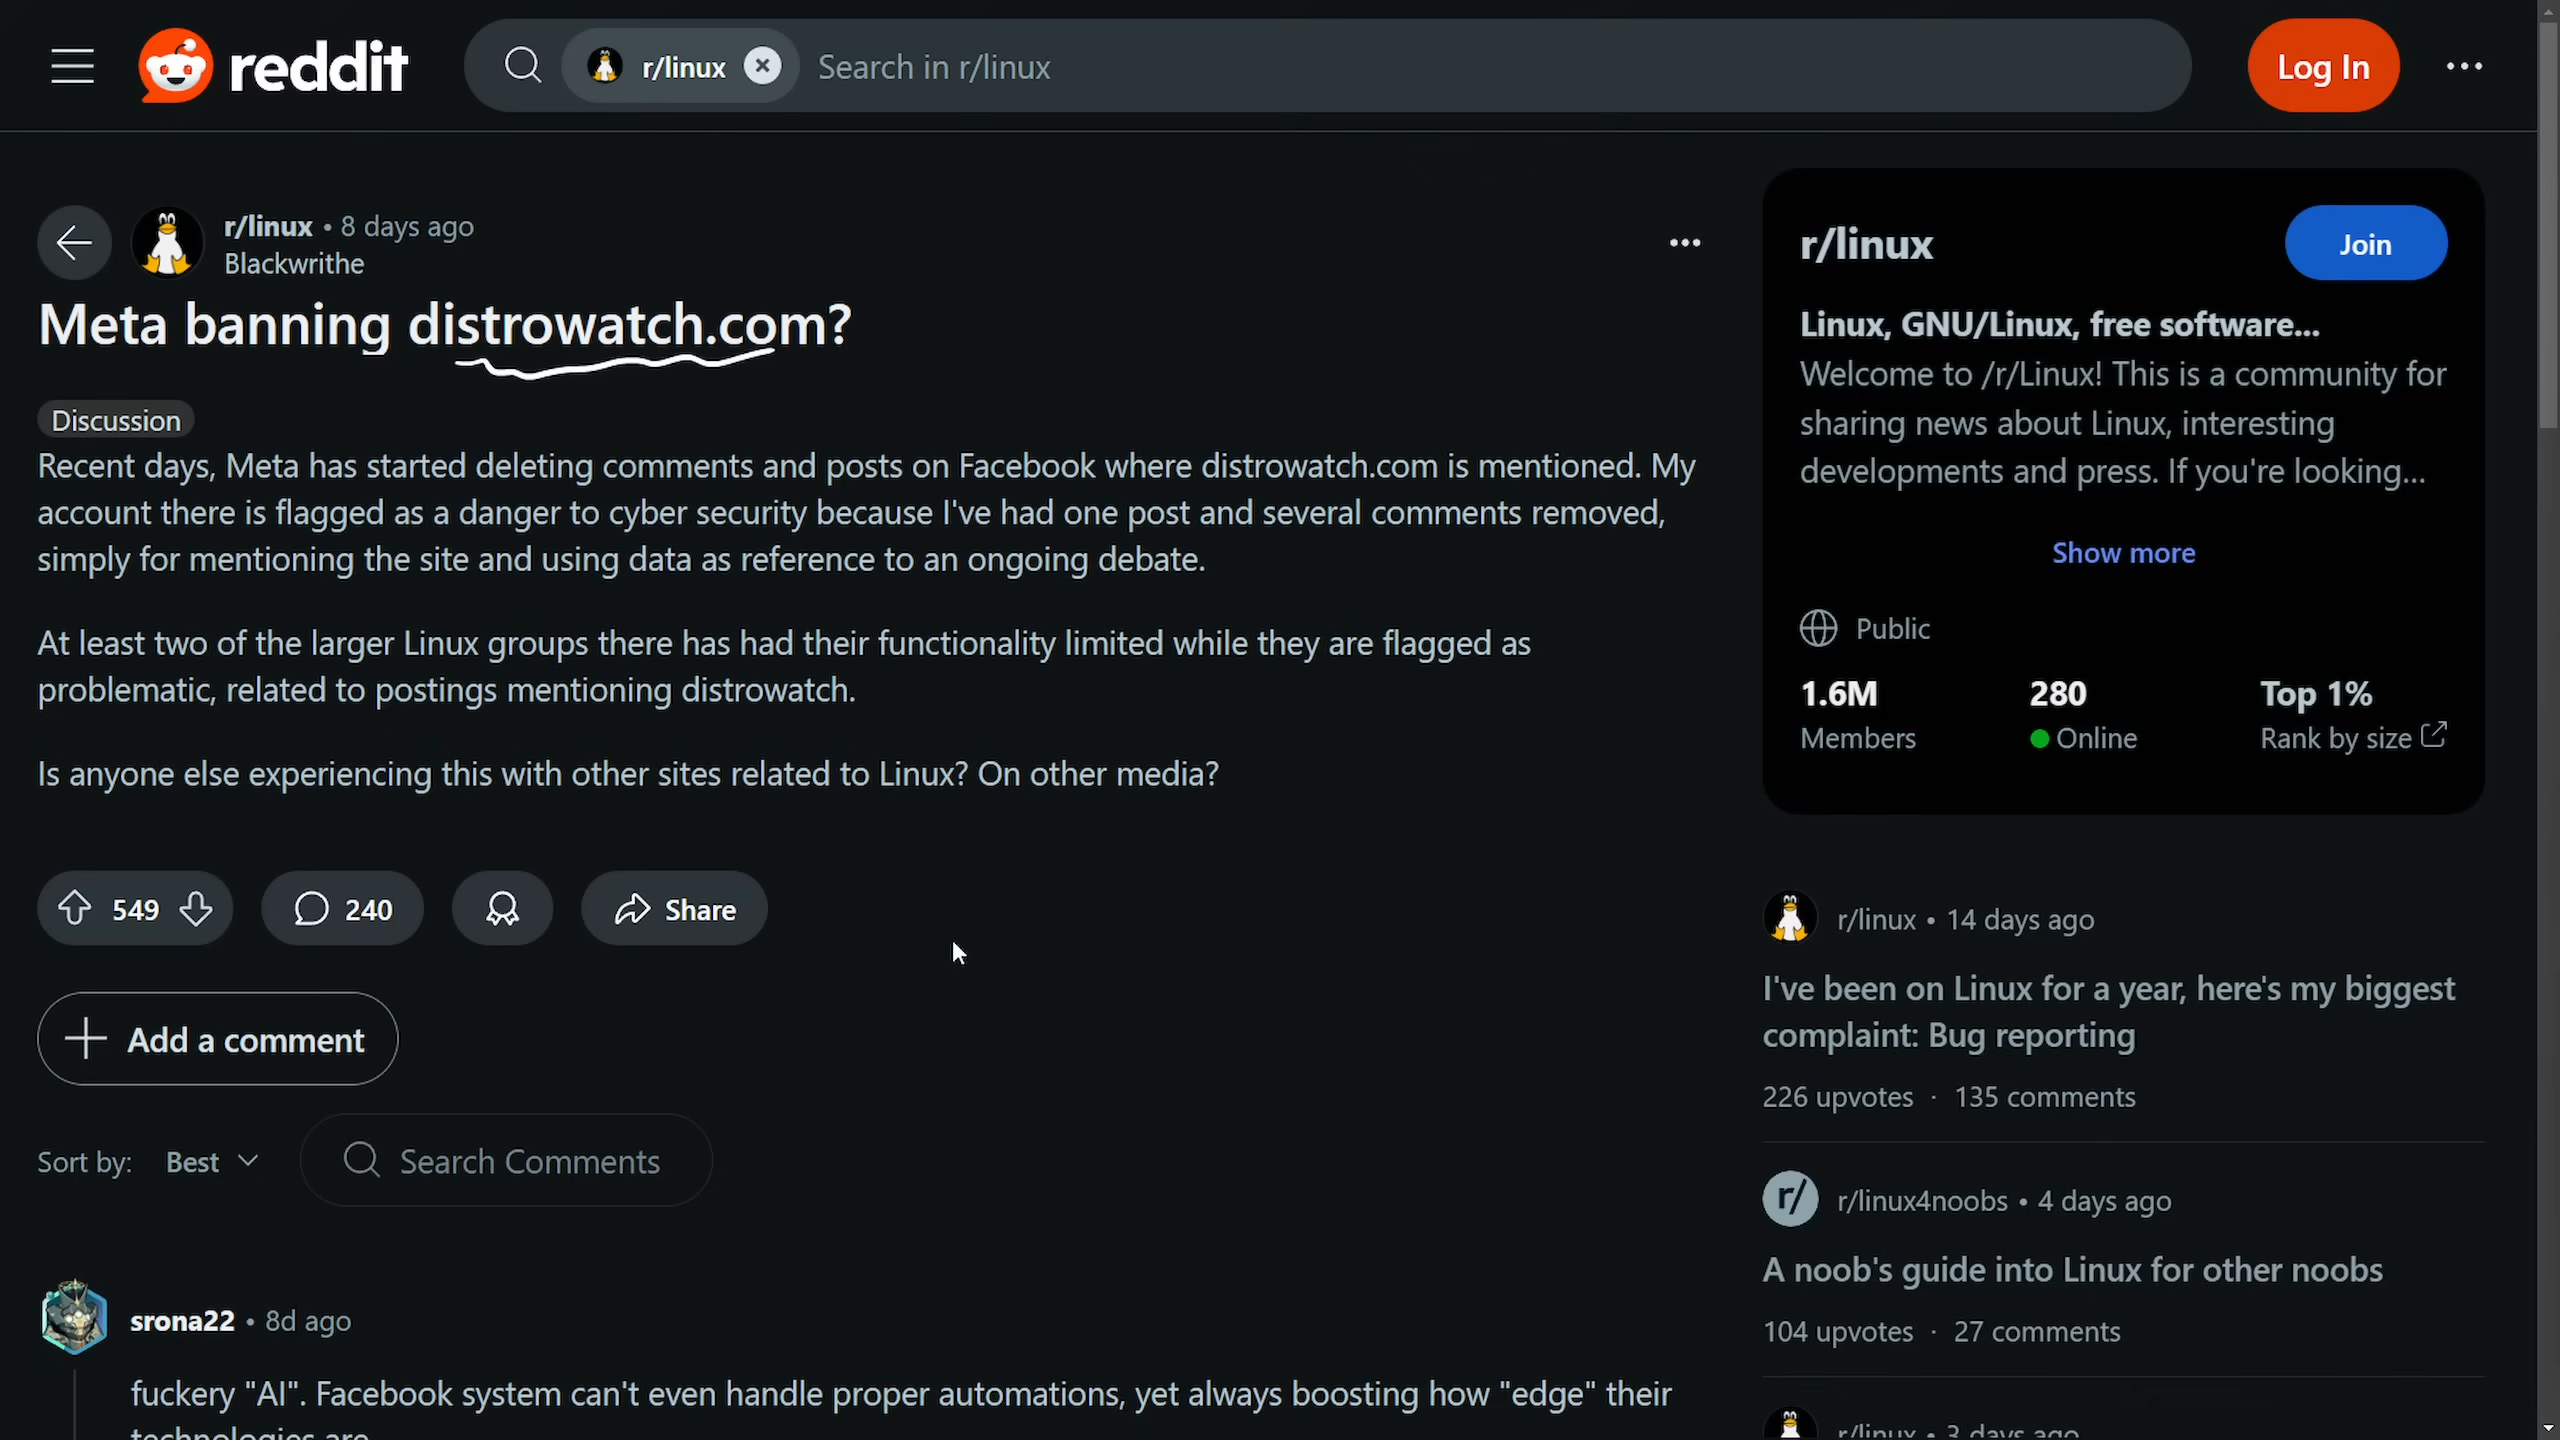 reddit
r/linux
Search in r/linux
Log In
r/linux • 8 days ago
Blackwrithe
Meta banning distrowatch.com?
Discussion
Recent days, Meta has started deleting comments and posts on Facebook where distrowatch.com is mentioned. My
account there is flagged as a danger to cyber security because I've had one post and several comments removed,
simply for mentioning the site and using data as reference to an ongoing debate.
At least two of the larger Linux groups there has had their functionality limited while they are flagged as
problematic, related to postings mentioning distrowatch.
Is anyone else experiencing this with other sites related to Linux? On other media?
549
240
Share
Add a comment
Sort by: Best
Search Comments
srona22 • 8d ago
fuckery "AI". Facebook system can't even handle proper automations, yet always boosting how "edge" their
technologies are
r/linux
Join
Linux, GNU/Linux, free software...
Welcome to /r/Linux! This is a community for
sharing news about Linux, interesting
developments and press. If you're looking...
Show more
Public
1.6M 280 Top 1%
Members Online Rank by size
r/linux • 14 days ago
I've been on Linux for a year, here's my biggest
complaint: Bug reporting
226 upvotes · 135 comments
r/ r/linux4noobs • 4 days ago
A noob's guide into Linux for other noobs
104 upvotes · 27 comments
r/linux • 3 days ago